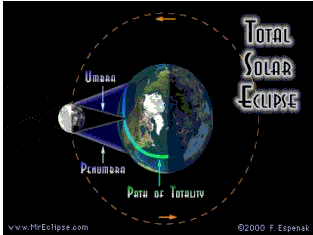 TOTAL
SOLAR
ECLIPSE
UMBRA
PENUMBRA
PATH OF TOTALITY
www.MrEclipse.com
©2000 F. Espenak